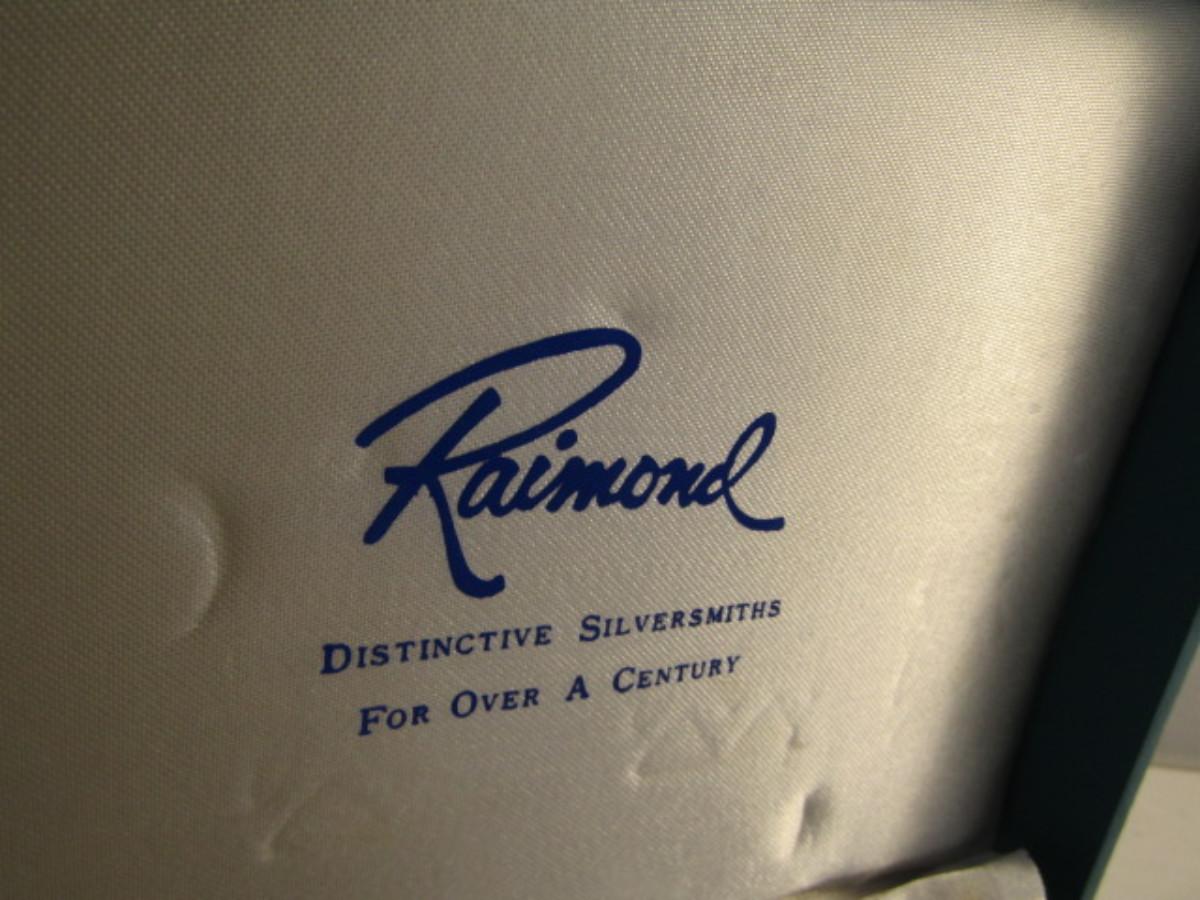 Raimond
DISTINCTIVE SILVERSMITHS
FOR OVER A CENTURY